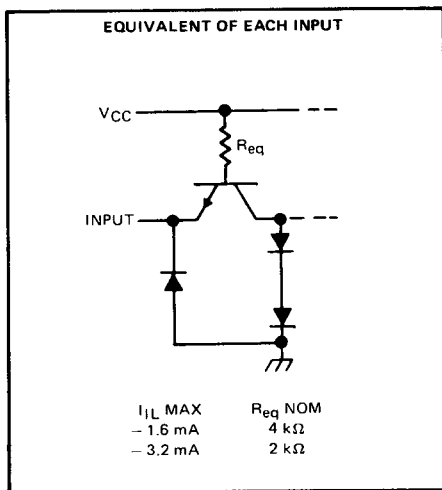 EQUIVALENT OF EACH INPUT
VCC
Req
INPUT
IIL MAX Req NOM
– 1.6 mA 4 kΩ
– 3.2 mA 2 kΩ